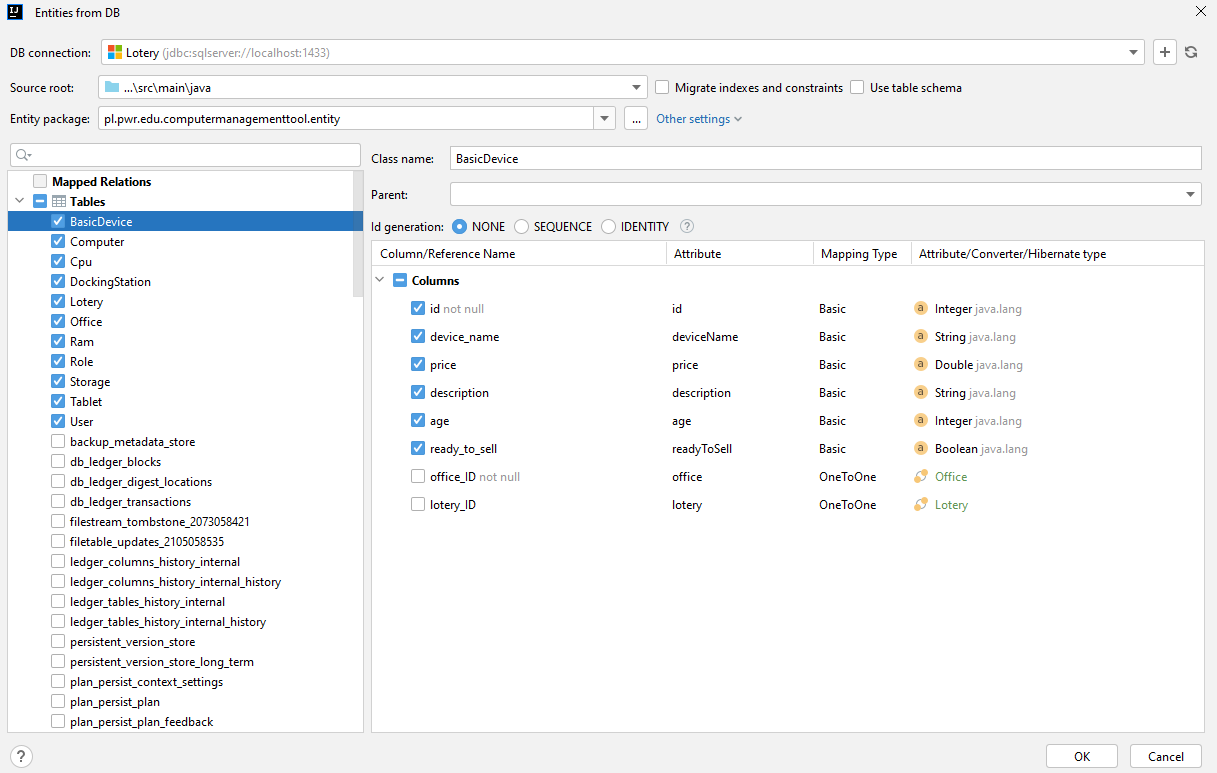 Entities from DB
DB connection: Lotery (jdbc:sqlserver://localhost:1433)
Source root: ...\src\main\java Migrate indexes and constraints Use table schema
Entity package: pl.pwr.edu.computermanagementtool.entity ... Other settings
Mapped Relations
Tables
BasicDevice
Computer
Cpu
DockingStation
Lotery
Office
Ram
Role
Storage
Tablet
User
backup_metadata_store
db_ledger_blocks
db_ledger_digest_locations
db_ledger_transactions
filestream_tombstone_2073058421
filetable_updates_2105058535
ledger_columns_history_internal
ledger_columns_history_internal_history
ledger_tables_history_internal
ledger_tables_history_internal_history
persistent_version_store
persistent_version_store_long_term
plan_persist_context_settings
plan_persist_plan
plan_persist_plan_feedback
Class name: BasicDevice
Parent:
Id generation: NONE SEQUENCE IDENTITY ?
Column/Reference Name Attribute Mapping Type Attribute/Converter/Hibernate type
Columns
id not null id Basic a Integer java.lang
device_name deviceName Basic a String java.lang
price price Basic a Double java.lang
description description Basic a String java.lang
age age Basic a Integer java.lang
ready_to_sell readyToSell Basic a Boolean java.lang
office_ID not null office OneToOne Office
lotery_ID lotery OneToOne Lotery
? OK Cancel